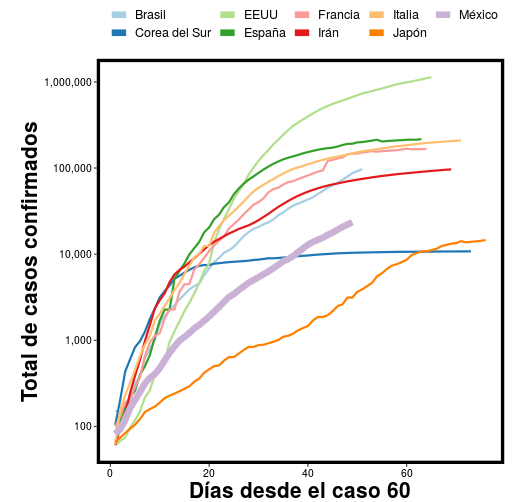 Brasil EEUU Francia Italia México
Corea del Sur España Irán Japón
Total de casos confirmados
1,000,000
100,000
10,000
1,000
100
0 20 40 60
Días desde el caso 60